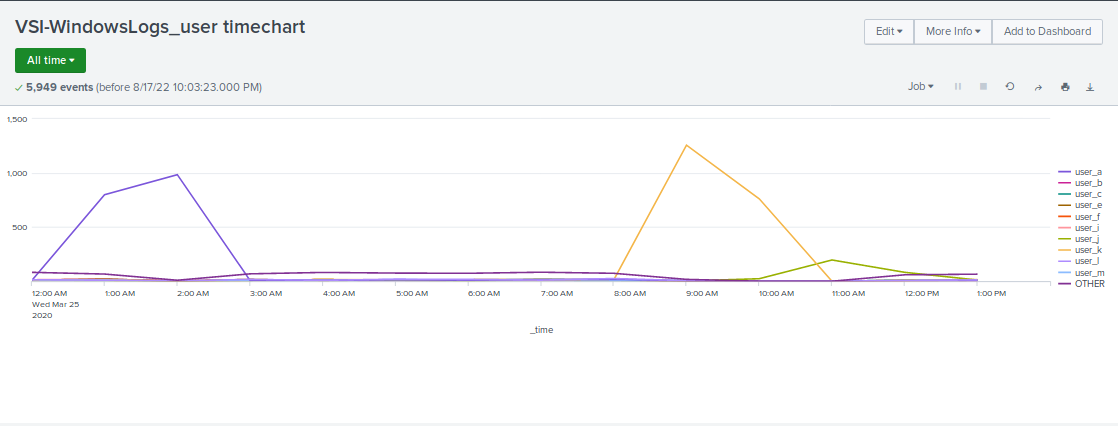 VSI-WindowsLogs_user timechart
Edit
More Info
Add to Dashboard
All time
5,949 events (before 8/17/22 10:03:23.000 PM)
Job
1,500
1,000
500
user_a
user_b
user_c
user_e
user_f
user_i
user_j
user_k
user_l
user_m
OTHER
12:00 AM
Wed Mar 25
2020
1:00 AM
2:00 AM
3:00 AM
4:00 AM
5:00 AM
6:00 AM
7:00 AM
8:00 AM
9:00 AM
10:00 AM
11:00 AM
12:00 PM
1:00 PM
_time